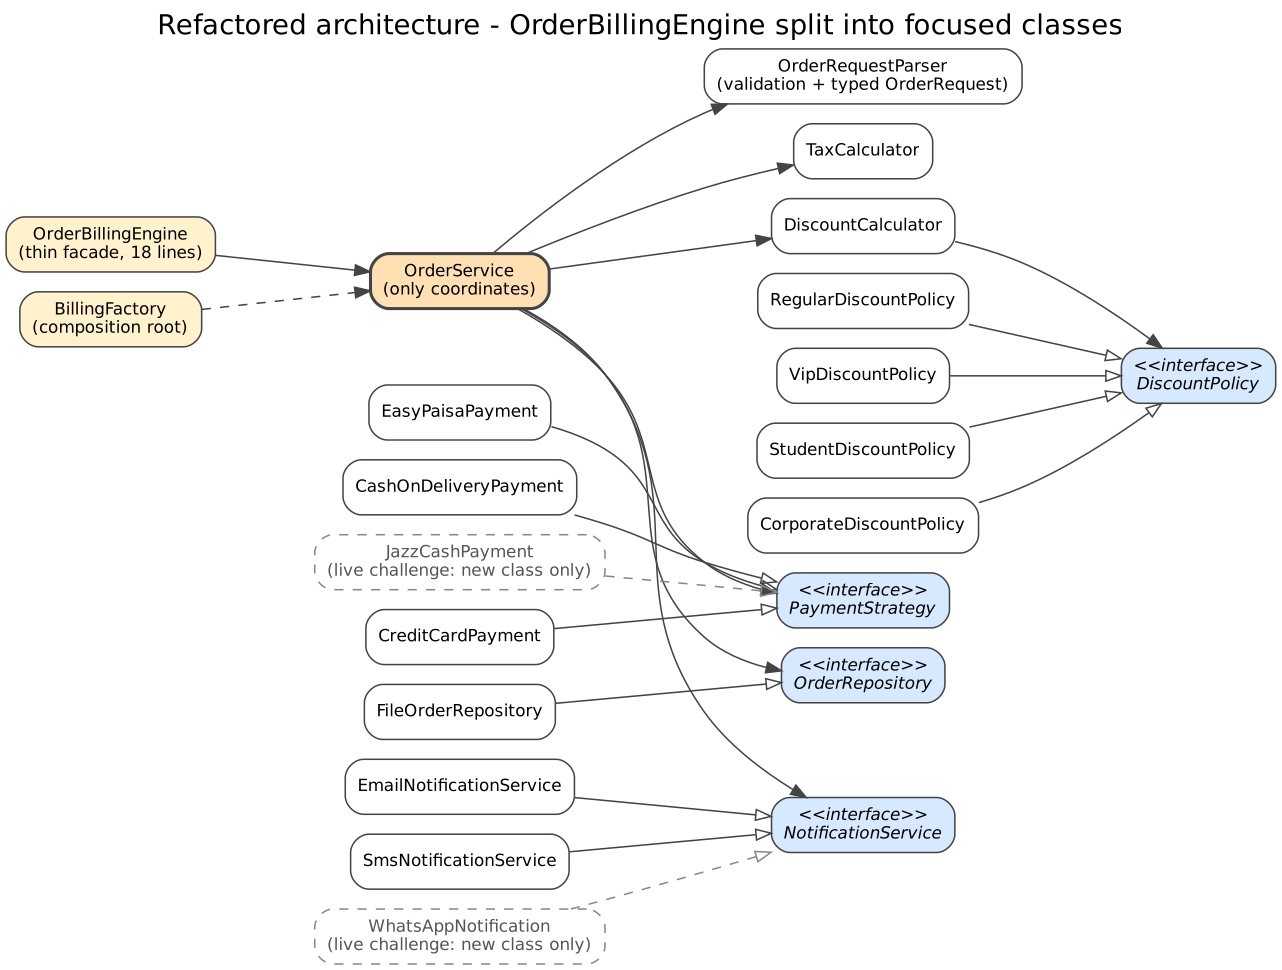 Refactored architecture - OrderBillingEngine split into focused classes
OrderRequestParser
(validation + typed OrderRequest)
TaxCalculator
DiscountCalculator
OrderBillingEngine
(thin facade, 18 lines)
OrderService
(only coordinates)
BillingFactory
(composition root)
RegularDiscountPolicy
VipDiscountPolicy
<<interface>>
DiscountPolicy
StudentDiscountPolicy
CorporateDiscountPolicy
EasyPaisaPayment
CashOnDeliveryPayment
JazzCashPayment
(live challenge: new class only)
<<interface>>
PaymentStrategy
CreditCardPayment
<<interface>>
OrderRepository
FileOrderRepository
EmailNotificationService
<<interface>>
NotificationService
SmsNotificationService
WhatsAppNotification
(live challenge: new class only)